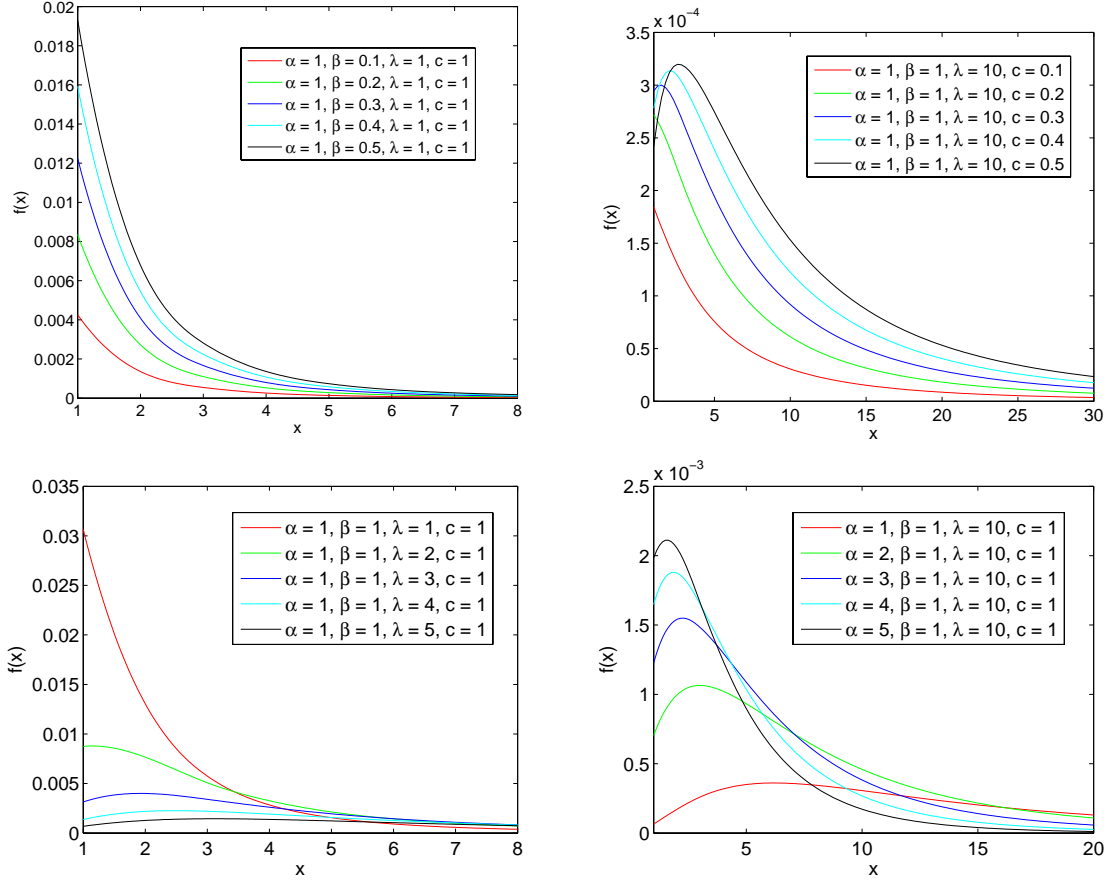 0.02
0.018
0.016
0.014
0.012
0.01
0.008
0.006
0.004
0.002
0
f(x)
α = 1, β = 0.1, λ = 1, c = 1
α = 1, β = 0.2, λ = 1, c = 1
α = 1, β = 0.3, λ = 1, c = 1
α = 1, β = 0.4, λ = 1, c = 1
α = 1, β = 0.5, λ = 1, c = 1
1 2 3 4 5 6 7 8
x
x 10⁻⁴
3.5
3
2.5
2
1.5
1
0.5
0
f(x)
α = 1, β = 1, λ = 10, c = 0.1
α = 1, β = 1, λ = 10, c = 0.2
α = 1, β = 1, λ = 10, c = 0.3
α = 1, β = 1, λ = 10, c = 0.4
α = 1, β = 1, λ = 10, c = 0.5
5 10 15 20 25 30
x
0.035
0.03
0.025
0.02
0.015
0.01
0.005
0
f(x)
α = 1, β = 1, λ = 1, c = 1
α = 1, β = 1, λ = 2, c = 1
α = 1, β = 1, λ = 3, c = 1
α = 1, β = 1, λ = 4, c = 1
α = 1, β = 1, λ = 5, c = 1
1 2 3 4 5 6 7 8
x
x 10⁻³
2.5
2
1.5
1
0.5
0
f(x)
α = 1, β = 1, λ = 10, c = 1
α = 2, β = 1, λ = 10, c = 1
α = 3, β = 1, λ = 10, c = 1
α = 4, β = 1, λ = 10, c = 1
α = 5, β = 1, λ = 10, c = 1
5 10 15 20
x